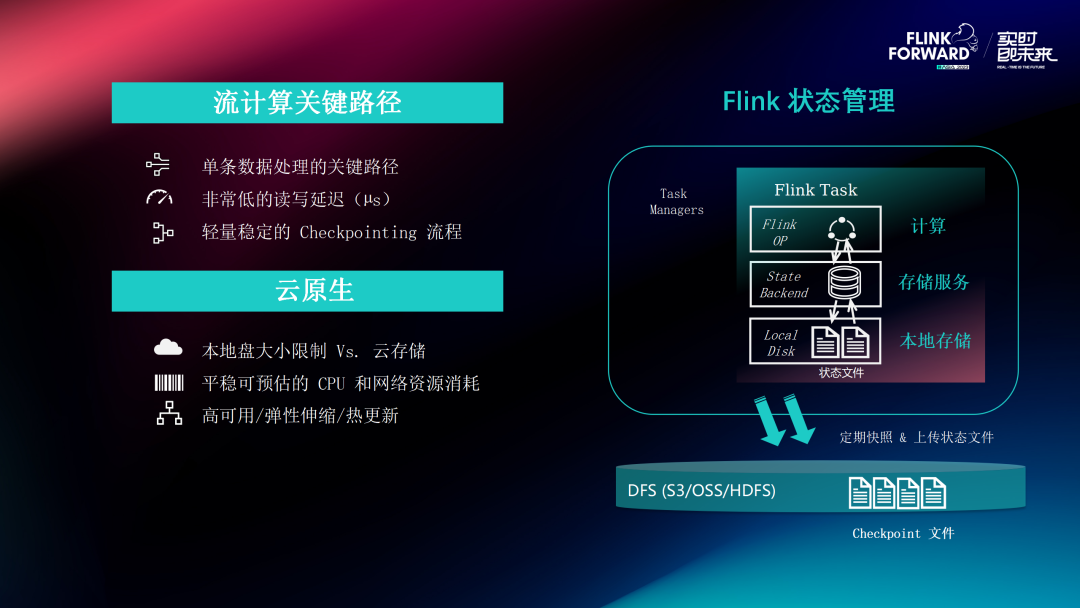 FLINK
FORWARD
实时
即未来
REAL-TIME IS THE FUTURE
流计算关键路径
单条数据处理的关键路径
非常低的读写延迟（μs）
轻量稳定的 Checkpointing 流程
云原生
本地盘大小限制 Vs. 云存储
平稳可预估的 CPU 和网络资源消耗
高可用/弹性伸缩/热更新
Flink 状态管理
Task
Managers
Flink Task
Flink
OP
计算
State
Backend
存储服务
Local
Disk
本地存储
状态文件
定期快照 & 上传状态文件
DFS (S3/OSS/HDFS)
Checkpoint 文件